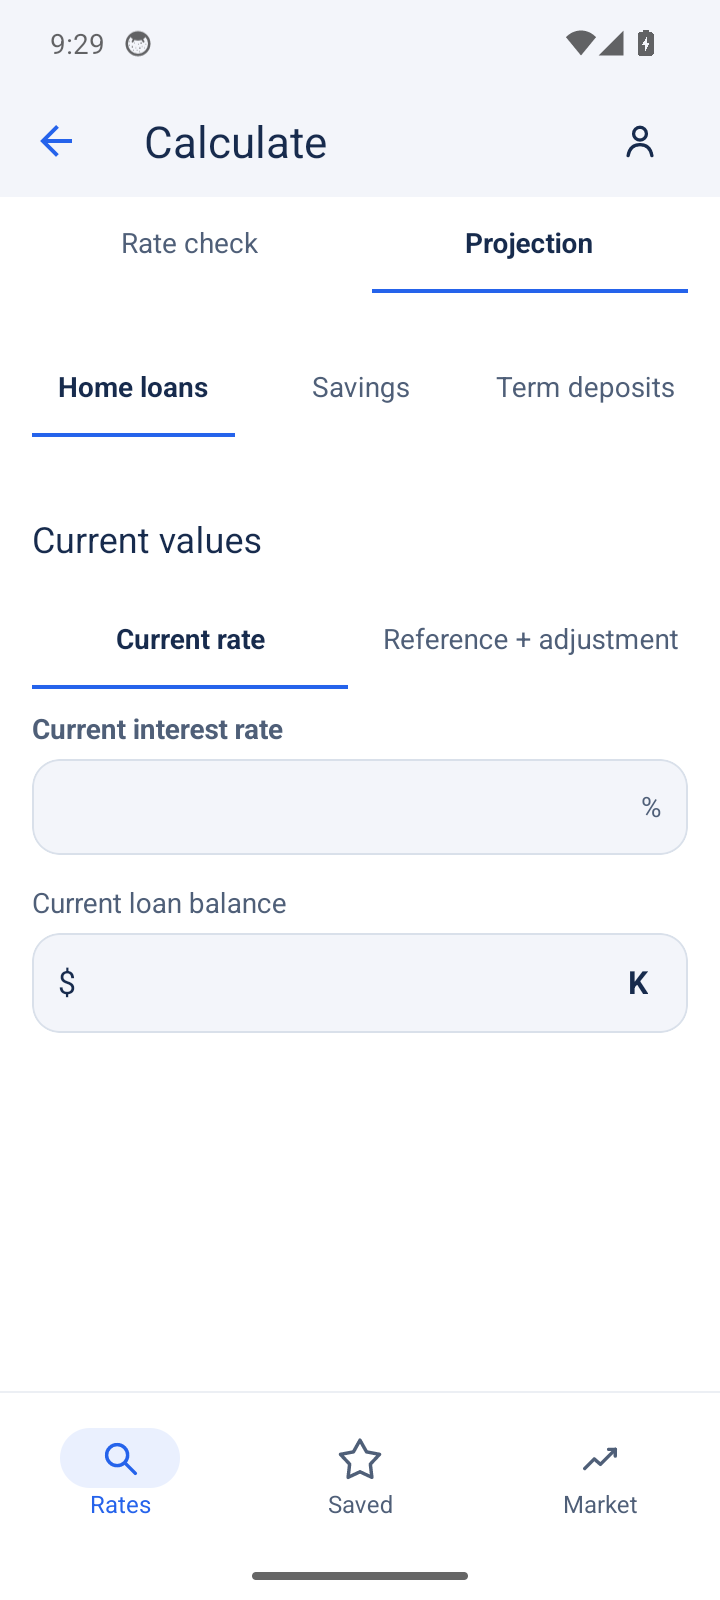 9:29
Calculate
Rate check
Projection
Home loans
Savings
Term deposits
Current values
Current rate
Reference + adjustment
Current interest rate
%
Current loan balance
$
K
Rates
Saved
Market